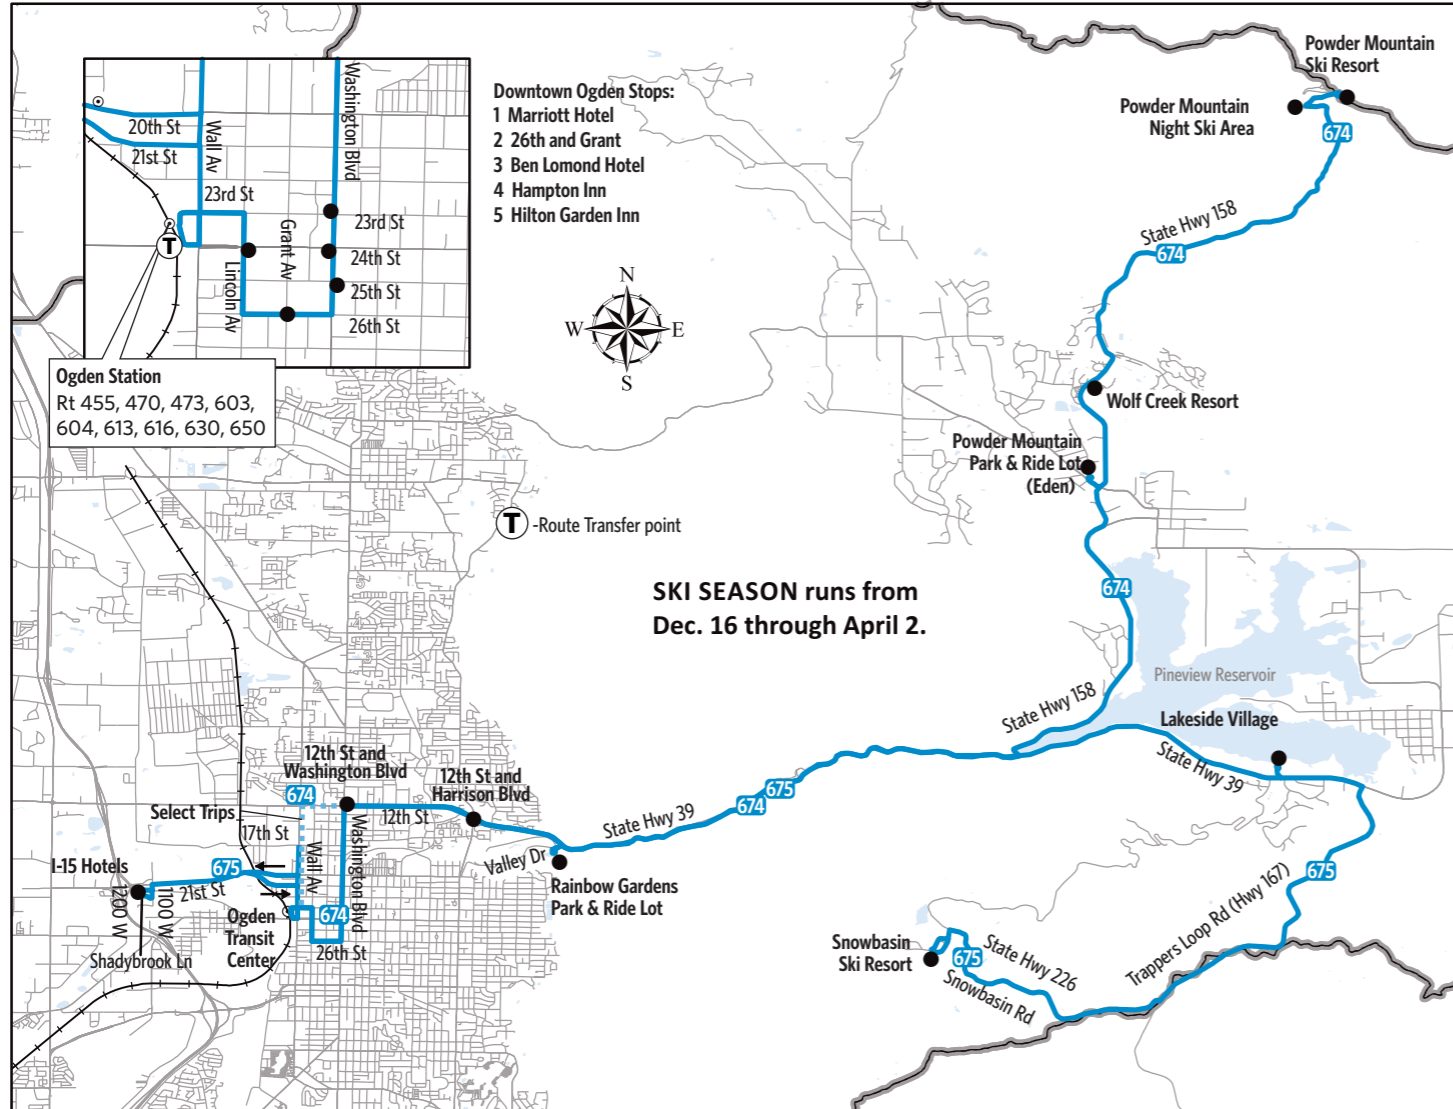 20th St
21st St
Wall Av
Washington Blvd
23rd St
Grant Av
Lincoln Av
23rd St
24th St
25th St
26th St
T
Downtown Ogden Stops:
1 Marriott Hotel
2 26th and Grant
3 Ben Lomond Hotel
4 Hampton Inn
5 Hilton Garden Inn
N
W E
S
Ogden Station
Rt 455, 470, 473, 603,
604, 613, 616, 630, 650
T -Route Transfer point
SKI SEASON runs from
Dec. 16 through April 2.
Powder Mountain
Ski Resort
Powder Mountain
Night Ski Area
674
State Hwy 158
674
Wolf Creek Resort
Powder Mountain
Park & Ride Lot
(Eden)
674
Pineview Reservoir
State Hwy 158
Lakeside Village
State Hwy 39
12th St and
Washington Blvd
12th St and
Harrison Blvd
674
Select Trips
17th St
12th St
675
674
State Hwy 39
Valley Dr
Rainbow Gardens
Park & Ride Lot
I-15 Hotels
675
21st St
1200 W
1100 W
Wall Av
Washington Blvd
674
Ogden
Transit
Center
26th St
Shadybrook Ln
675
Trappers Loop Rd (Hwy 167)
Snowbasin
Ski Resort
675
State Hwy 226
Snowbasin Rd